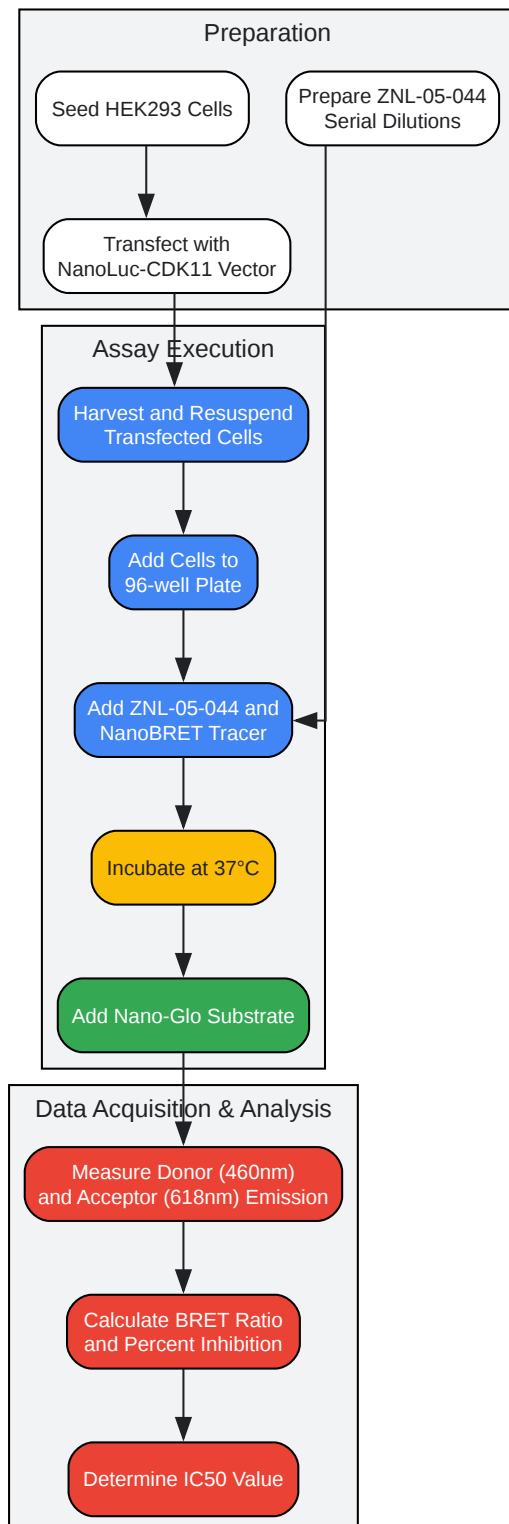 Preparation
Seed HEK293 Cells
Prepare ZNL-05-044
Serial Dilutions
Transfect with
NanoLuc-CDK11 Vector
Assay Execution
Harvest and Resuspend
Transfected Cells
Add Cells to
96-well Plate
Add ZNL-05-044 and
NanoBRET Tracer
Incubate at 37°C
Add Nano-Glo Substrate
Data Acquisition & Analysis
Measure Donor (460nm)
and Acceptor (618nm) Emission
Calculate BRET Ratio
and Percent Inhibition
Determine IC50 Value